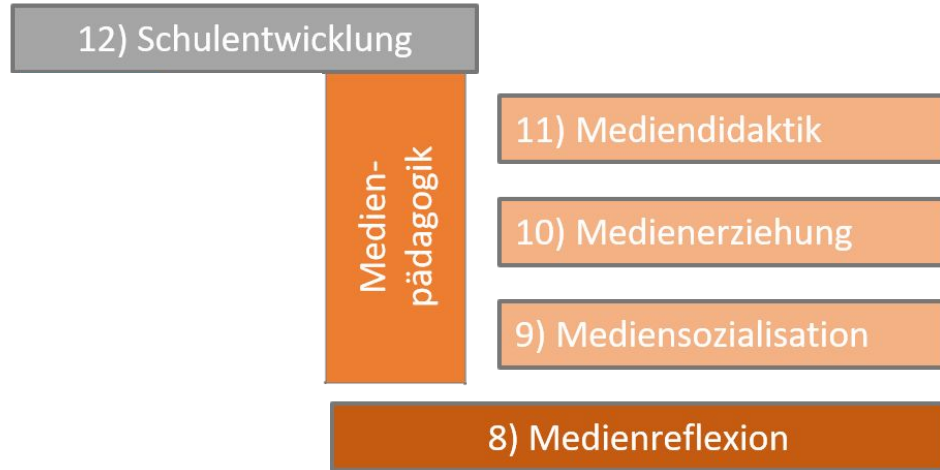 12) Schulentwicklung
Medien-
pädagogik
11) Mediendidaktik
10) Medienerziehung
9) Mediensozialisation
8) Medienreflexion